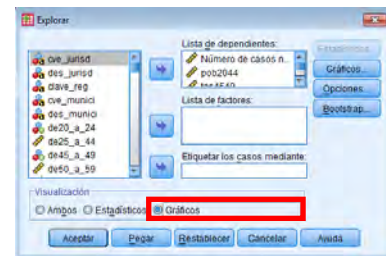 Explorar
cve_jurisd
des_jurisd
clave_reg
cve_munici
des_munici
de20_a_24
de25_a_44
de45_a_49
de50_a_59
Lista de dependientes:
Número de casos n...
pob2044
Lista de factores:
Etiquetar los casos mediante:
Estadísticos...
Gráficos...
Opciones...
Bootstrap...
Visualización
Ambos Estadísticos Gráficos
Aceptar Pegar Restablecer Cancelar Ayuda